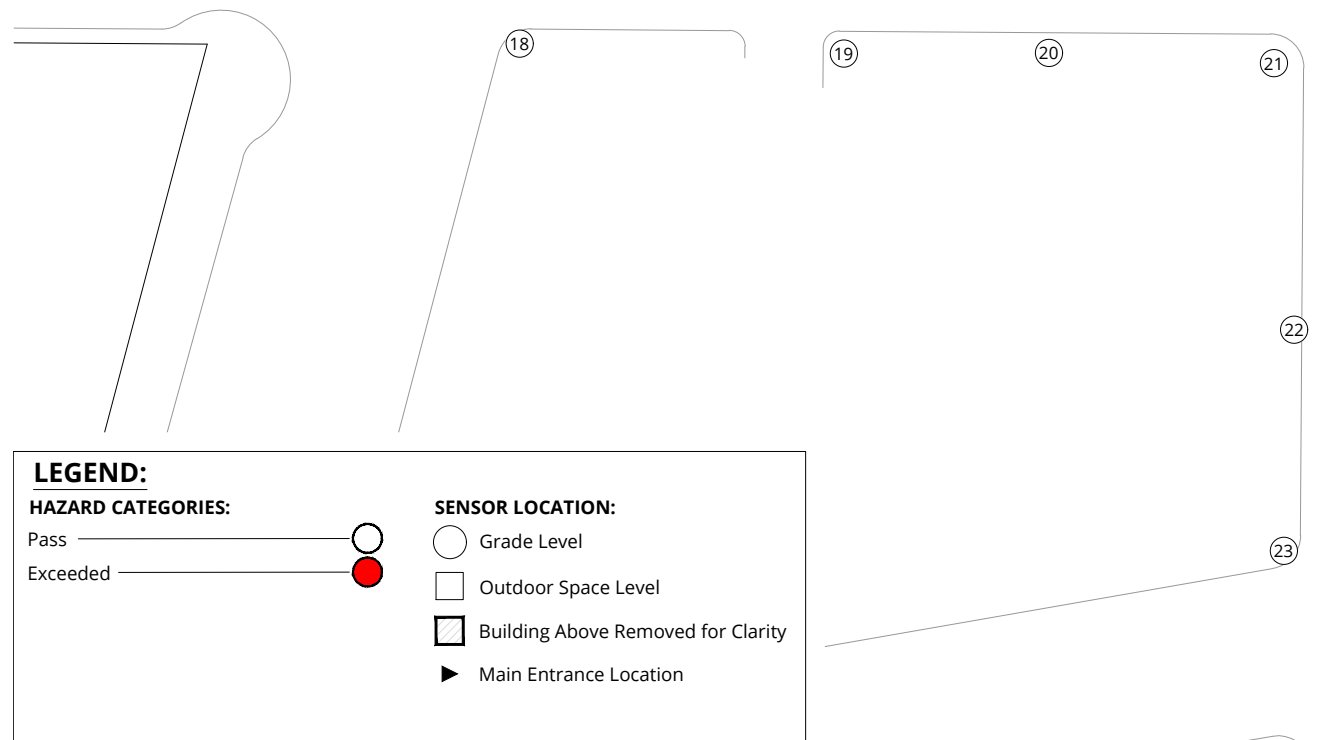 18
19
20
21
22
23
LEGEND:
HAZARD CATEGORIES:
Pass
Exceeded
SENSOR LOCATION:
Grade Level
Outdoor Space Level
Building Above Removed for Clarity
Main Entrance Location